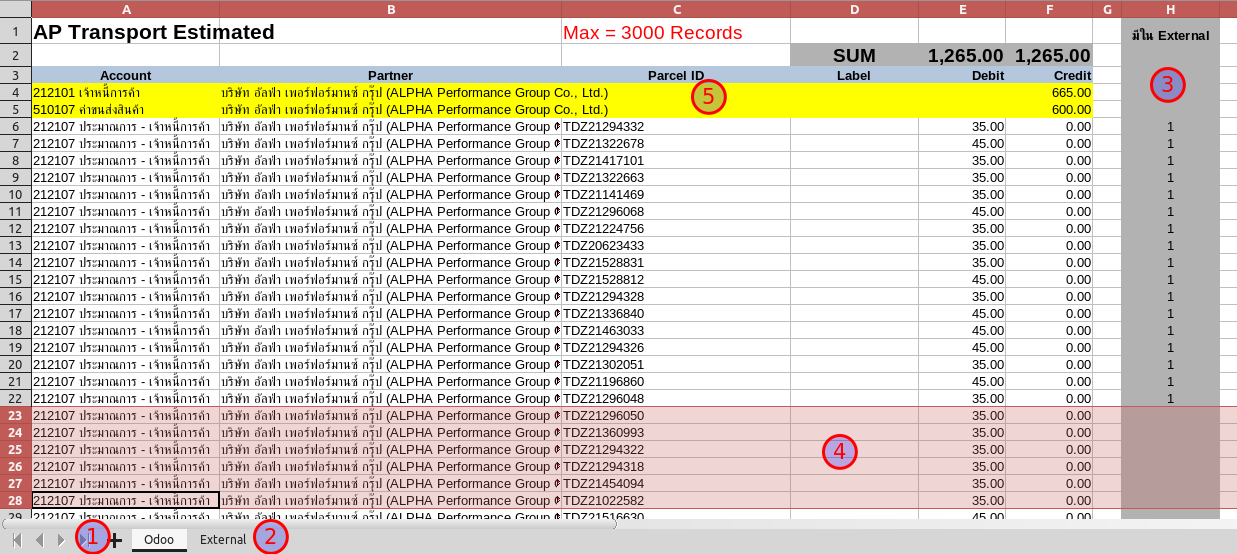 A B C D E F G H
1 AP Transport Estimated Max = 3000 Records มีใน External
2 SUM 1,265.00 1,265.00
3 Account Partner Parcel ID Label Debit Credit 3
4 212101 เจ้าหนี้การค้า บริษัท อัลฟ่า เพอร์ฟอร์มานซ์ กรุ๊ป (ALPHA Performance Group Co., Ltd.) 5 665.00
5 510107 ค่าขนส่งสินค้า บริษัท อัลฟ่า เพอร์ฟอร์มานซ์ กรุ๊ป (ALPHA Performance Group Co., Ltd.) 600.00
6 212107 ประมาณการ - เจ้าหนี้การค้า บริษัท อัลฟ่า เพอร์ฟอร์มานซ์ กรุ๊ป (ALPHA Performance Group TDZ21294332 35.00 0.00 1
7 212107 ประมาณการ - เจ้าหนี้การค้า บริษัท อัลฟ่า เพอร์ฟอร์มานซ์ กรุ๊ป (ALPHA Performance Group TDZ21322678 45.00 0.00 1
8 212107 ประมาณการ - เจ้าหนี้การค้า บริษัท อัลฟ่า เพอร์ฟอร์มานซ์ กรุ๊ป (ALPHA Performance Group TDZ21417101 35.00 0.00 1
9 212107 ประมาณการ - เจ้าหนี้การค้า บริษัท อัลฟ่า เพอร์ฟอร์มานซ์ กรุ๊ป (ALPHA Performance Group TDZ21322663 35.00 0.00 1
10 212107 ประมาณการ - เจ้าหนี้การค้า บริษัท อัลฟ่า เพอร์ฟอร์มานซ์ กรุ๊ป (ALPHA Performance Group TDZ21141469 35.00 0.00 1
11 212107 ประมาณการ - เจ้าหนี้การค้า บริษัท อัลฟ่า เพอร์ฟอร์มานซ์ กรุ๊ป (ALPHA Performance Group TDZ21296068 45.00 0.00 1
12 212107 ประมาณการ - เจ้าหนี้การค้า บริษัท อัลฟ่า เพอร์ฟอร์มานซ์ กรุ๊ป (ALPHA Performance Group TDZ21224756 35.00 0.00 1
13 212107 ประมาณการ - เจ้าหนี้การค้า บริษัท อัลฟ่า เพอร์ฟอร์มานซ์ กรุ๊ป (ALPHA Performance Group TDZ20623433 35.00 0.00 1
14 212107 ประมาณการ - เจ้าหนี้การค้า บริษัท อัลฟ่า เพอร์ฟอร์มานซ์ กรุ๊ป (ALPHA Performance Group TDZ21528831 35.00 0.00 1
15 212107 ประมาณการ - เจ้าหนี้การค้า บริษัท อัลฟ่า เพอร์ฟอร์มานซ์ กรุ๊ป (ALPHA Performance Group TDZ21528812 45.00 0.00 1
16 212107 ประมาณการ - เจ้าหนี้การค้า บริษัท อัลฟ่า เพอร์ฟอร์มานซ์ กรุ๊ป (ALPHA Performance Group TDZ21294328 35.00 0.00 1
17 212107 ประมาณการ - เจ้าหนี้การค้า บริษัท อัลฟ่า เพอร์ฟอร์มานซ์ กรุ๊ป (ALPHA Performance Group TDZ21336840 45.00 0.00 1
18 212107 ประมาณการ - เจ้าหนี้การค้า บริษัท อัลฟ่า เพอร์ฟอร์มานซ์ กรุ๊ป (ALPHA Performance Group TDZ21463033 45.00 0.00 1
19 212107 ประมาณการ - เจ้าหนี้การค้า บริษัท อัลฟ่า เพอร์ฟอร์มานซ์ กรุ๊ป (ALPHA Performance Group TDZ21294326 45.00 0.00 1
20 212107 ประมาณการ - เจ้าหนี้การค้า บริษัท อัลฟ่า เพอร์ฟอร์มานซ์ กรุ๊ป (ALPHA Performance Group TDZ21302051 35.00 0.00 1
21 212107 ประมาณการ - เจ้าหนี้การค้า บริษัท อัลฟ่า เพอร์ฟอร์มานซ์ กรุ๊ป (ALPHA Performance Group TDZ21196860 45.00 0.00 1
22 212107 ประมาณการ - เจ้าหนี้การค้า บริษัท อัลฟ่า เพอร์ฟอร์มานซ์ กรุ๊ป (ALPHA Performance Group TDZ21296048 35.00 0.00 1
23 212107 ประมาณการ - เจ้าหนี้การค้า บริษัท อัลฟ่า เพอร์ฟอร์มานซ์ กรุ๊ป (ALPHA Performance Group TDZ21296050 35.00 0.00
24 212107 ประมาณการ - เจ้าหนี้การค้า บริษัท อัลฟ่า เพอร์ฟอร์มานซ์ กรุ๊ป (ALPHA Performance Group TDZ21360993 35.00 0.00
25 212107 ประมาณการ - เจ้าหนี้การค้า บริษัท อัลฟ่า เพอร์ฟอร์มานซ์ กรุ๊ป (ALPHA Performance Group TDZ21294322 4 35.00 0.00
26 212107 ประมาณการ - เจ้าหนี้การค้า บริษัท อัลฟ่า เพอร์ฟอร์มานซ์ กรุ๊ป (ALPHA Performance Group TDZ21294318 35.00 0.00
27 212107 ประมาณการ - เจ้าหนี้การค้า บริษัท อัลฟ่า เพอร์ฟอร์มานซ์ กรุ๊ป (ALPHA Performance Group TDZ21454094 35.00 0.00
28 212107 ประมาณการ - เจ้าหนี้การค้า บริษัท อัลฟ่า เพอร์ฟอร์มานซ์ กรุ๊ป (ALPHA Performance Group TDZ21022582 35.00 0.00
29 212107 ประมาณการ - เจ้าหนี้การค้า บริษัท อัลฟ่า เพอร์ฟอร์มานซ์ กรุ๊ป (ALPHA Performance Group TDZ21516630 45.00 0.00
1 Odoo External 2